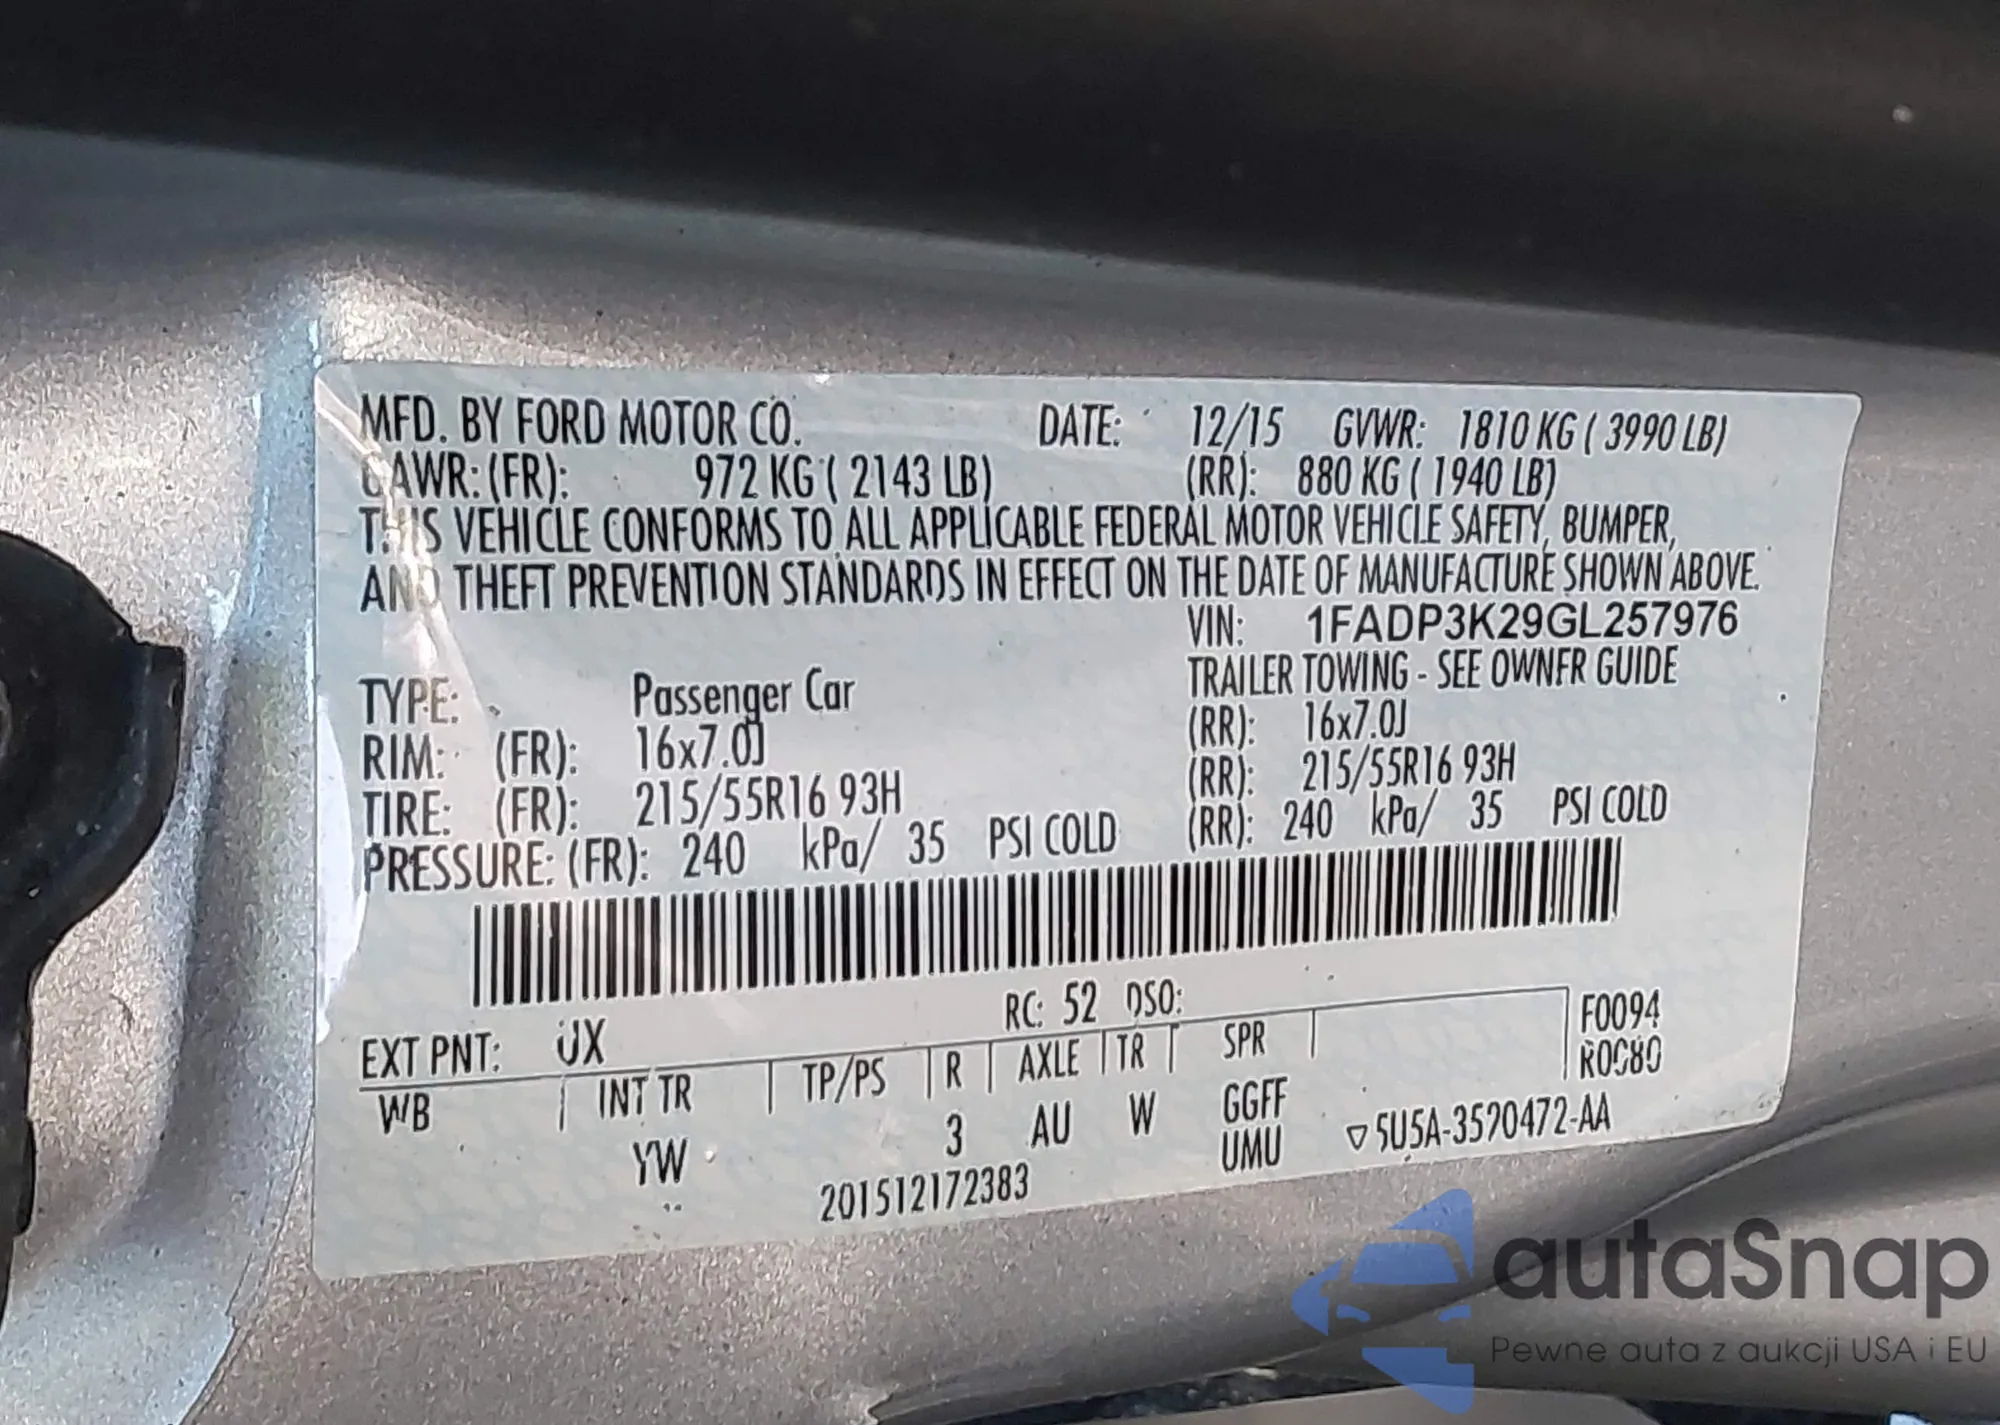 MFD. BY FORD MOTOR CO. DATE: 12/15 GVWR: 1810 KG ( 3990 LB)
GAWR: (FR): 972 KG ( 2143 LB) (RR): 880 KG ( 1940 LB)
THIS VEHICLE CONFORMS TO ALL APPLICABLE FEDERAL MOTOR VEHICLE SAFETY, BUMPER,
AND THEFT PREVENTION STANDARDS IN EFFECT ON THE DATE OF MANUFACTURE SHOWN ABOVE.
VIN: 1FADP3K29GL257976
TYPE: Passenger Car TRAILER TOWING - SEE OWNER GUIDE
RIM: (FR): 16x7.0J (RR): 16x7.0J
TIRE: (FR): 215/55R16 93H (RR): 215/55R16 93H
PRESSURE: (FR): 240 kPa/ 35 PSI COLD (RR): 240 kPa/ 35 PSI COLD
RC: 52 DSO: F0094
EXT PNT: UX R0080
WB INT TR TP/PS R AXLE TR SPR
YW 3 AU W GGFF
UMU ▽5U5A-3520472-AA
201512172383
autaSnap
Pewne auta z aukcji USA i EU